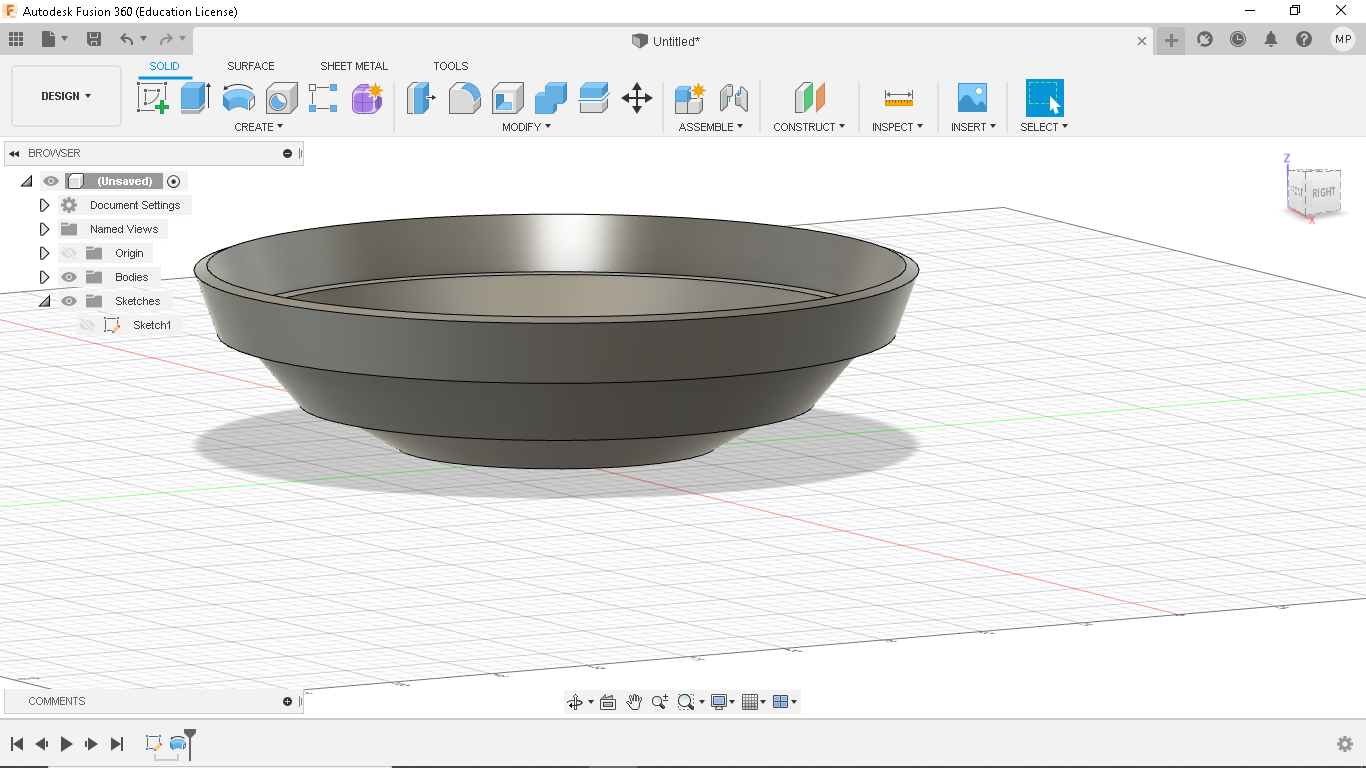 Autodesk Fusion 360 (Education License)
Untitled*
MP
SOLID SURFACE SHEET METAL TOOLS
DESIGN
CREATE MODIFY ASSEMBLE CONSTRUCT INSPECT INSERT SELECT
BROWSER
(Unsaved)
Document Settings
Named Views
Origin
Bodies
Sketches
Sketch1
Z
RIGHT
X
COMMENTS